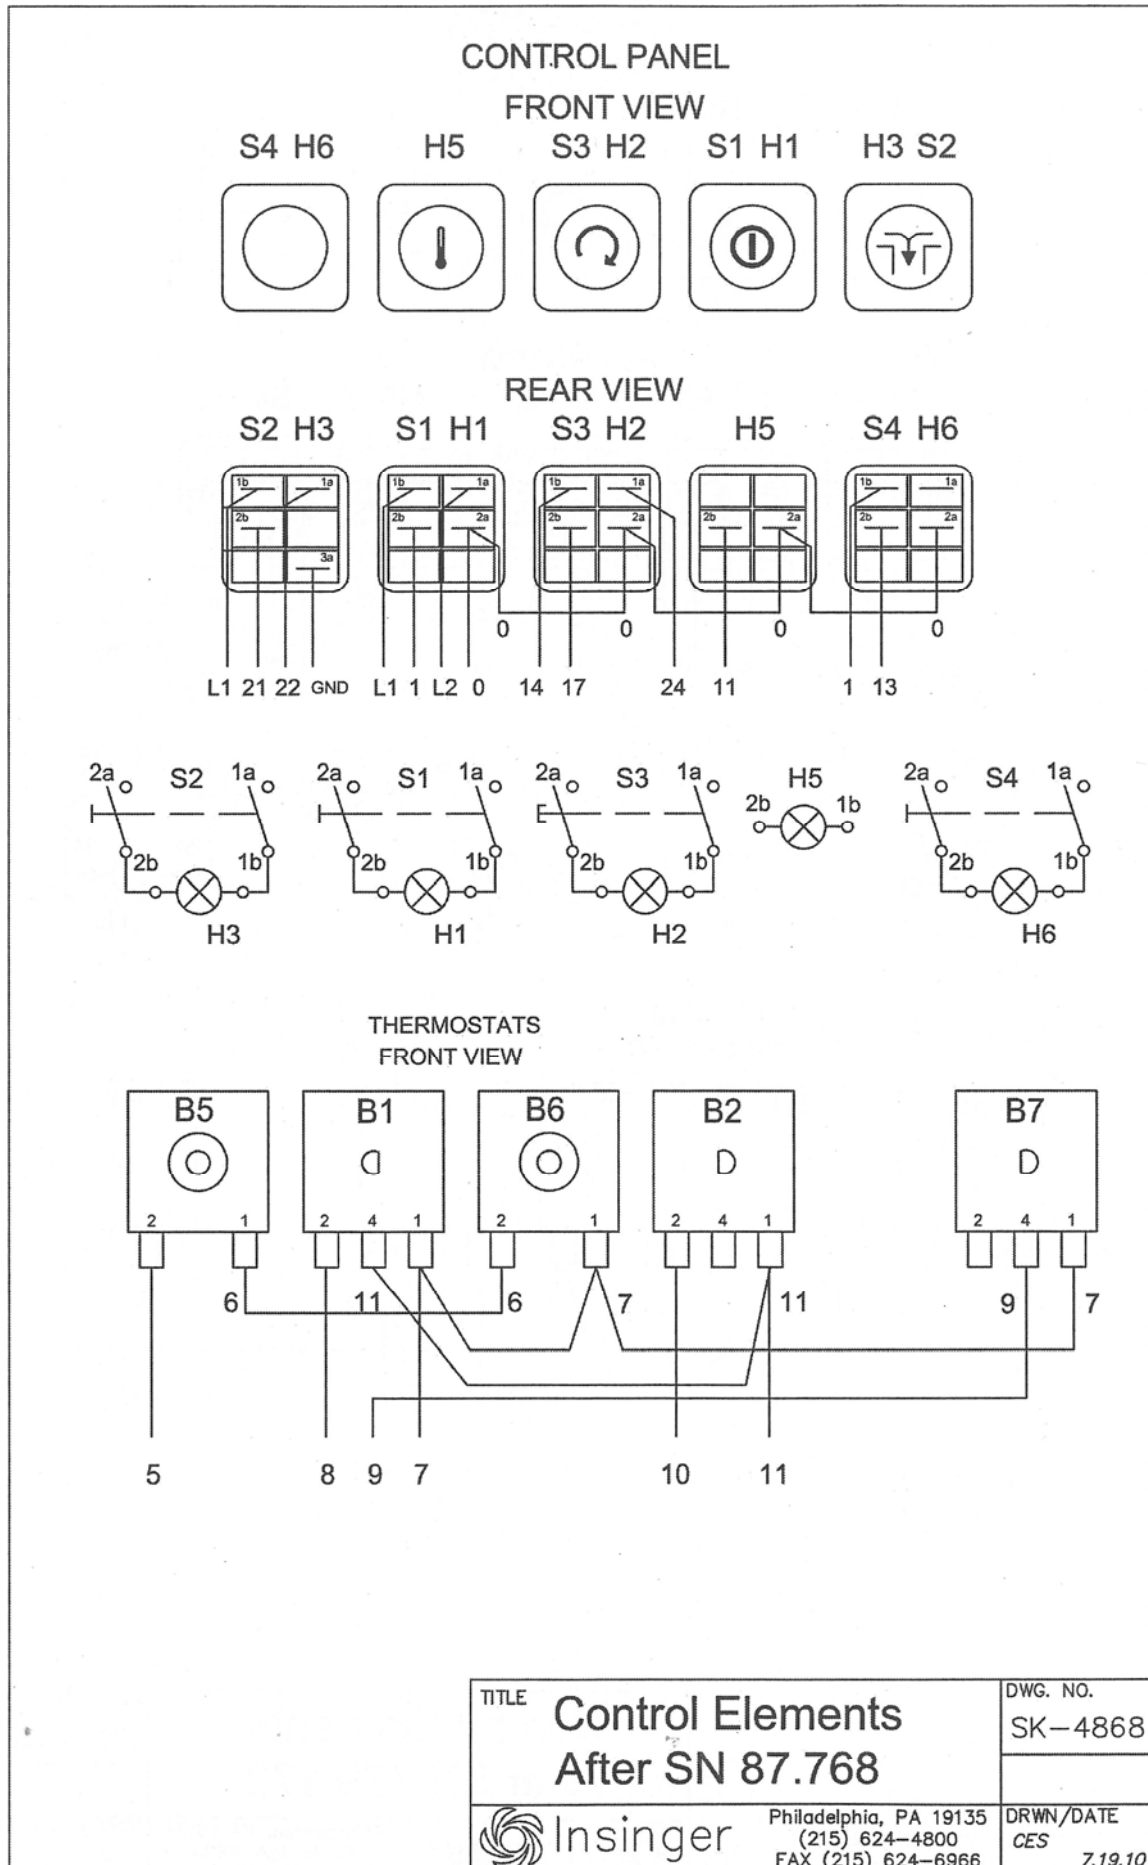 CONTROL PANEL
FRONT VIEW
S4 H6 H5 S3 H2 S1 H1 H3 S2
REAR VIEW
S2 H3 S1 H1 S3 H2 H5 S4 H6
1b 1a 1b 1a 1b 1a 1b 1a
2b 2b 2a 2b 2a 2b 2a 2b 2a
3a
0 0 0 0
L1 21 22 GND L1 1 L2 0 14 17 24 11 1 13
2a S2 1a 2a S1 1a 2a S3 1a H5 2a S4 1a
2b 1b
2b 1b 2b 1b 2b 1b 2b 1b
H3 H1 H2 H6
THERMOSTATS
FRONT VIEW
B5 B1 B6 B2 B7
2 1 2 4 1 2 1 2 4 1 2 4 1
6 11 6 7 11 9 7
5 8 9 7 10 11
TITLE Control Elements
After SN 87.768
DWG. NO.
SK-4868
Insinger
Philadelphia, PA 19135
(215) 624-4800
FAX (215) 624-6966
DRWN/DATE
CES
7.19.10